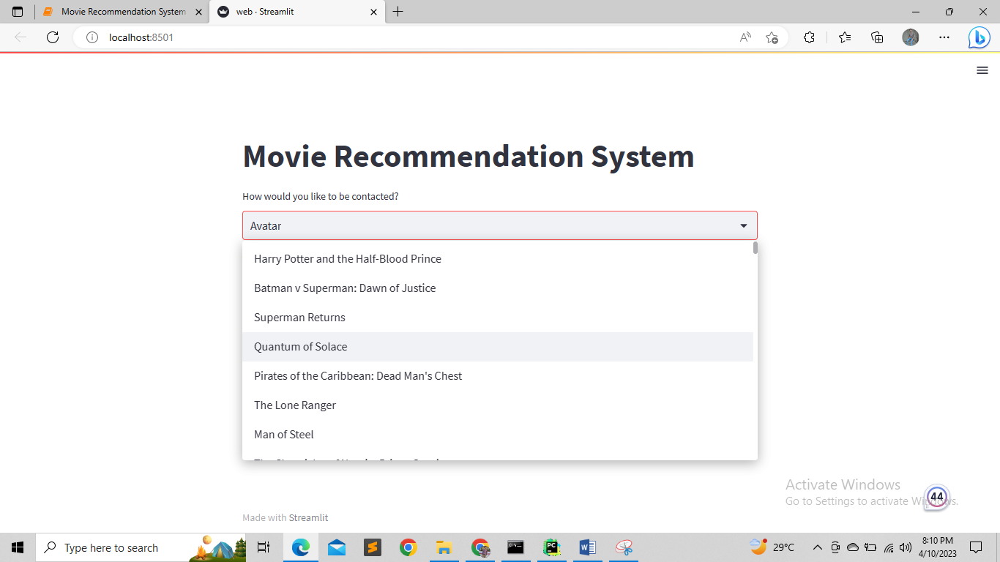 Movie Recommendation System
web · Streamlit
localhost:8501
Movie Recommendation System
How would you like to be contacted?
Avatar
Harry Potter and the Half-Blood Prince
Batman v Superman: Dawn of Justice
Superman Returns
Quantum of Solace
Pirates of the Caribbean: Dead Man's Chest
The Lone Ranger
Man of Steel
Activate Windows
Go to Settings to activate Windows.
44
Made with Streamlit
Type here to search
29°C
8:10 PM
4/10/2023